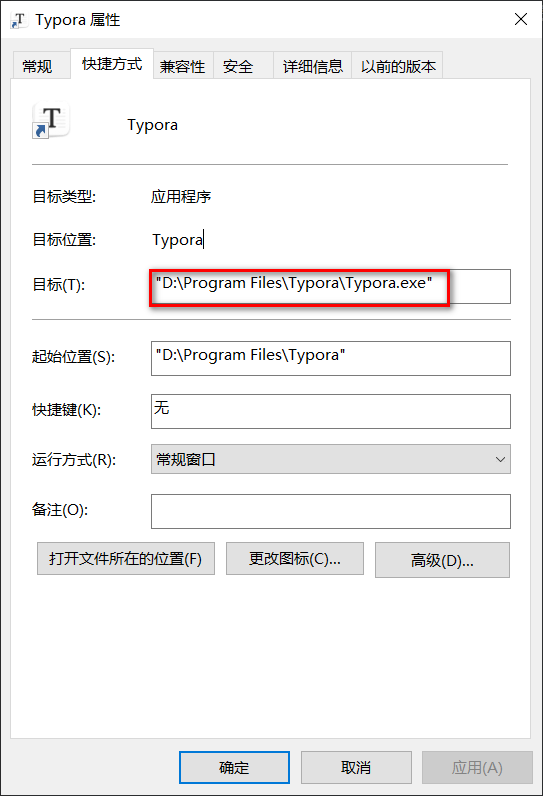 Typora 属性
常规 快捷方式 兼容性 安全 详细信息 以前的版本
T
Typora
目标类型: 应用程序
目标位置: Typora
目标(T): "D:\Program Files\Typora\Typora.exe"
起始位置(S): "D:\Program Files\Typora"
快捷键(K): 无
运行方式(R): 常规窗口
备注(O):
打开文件所在的位置(F) 更改图标(C)... 高级(D)...
确定 取消 应用(A)